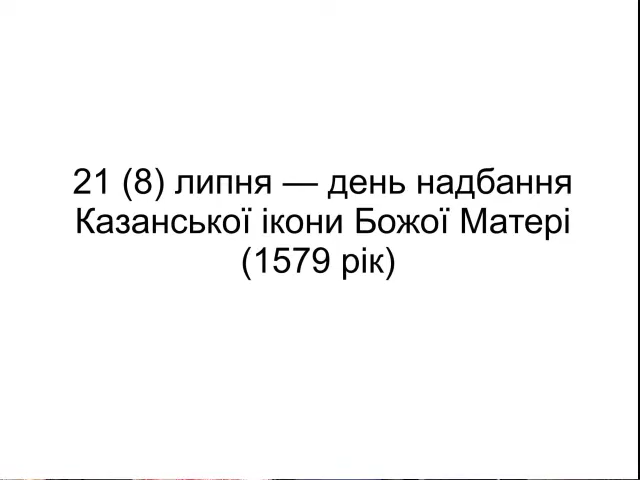 21 (8) липня — день надбання
Казанської ікони Божої Матері
(1579 рік)